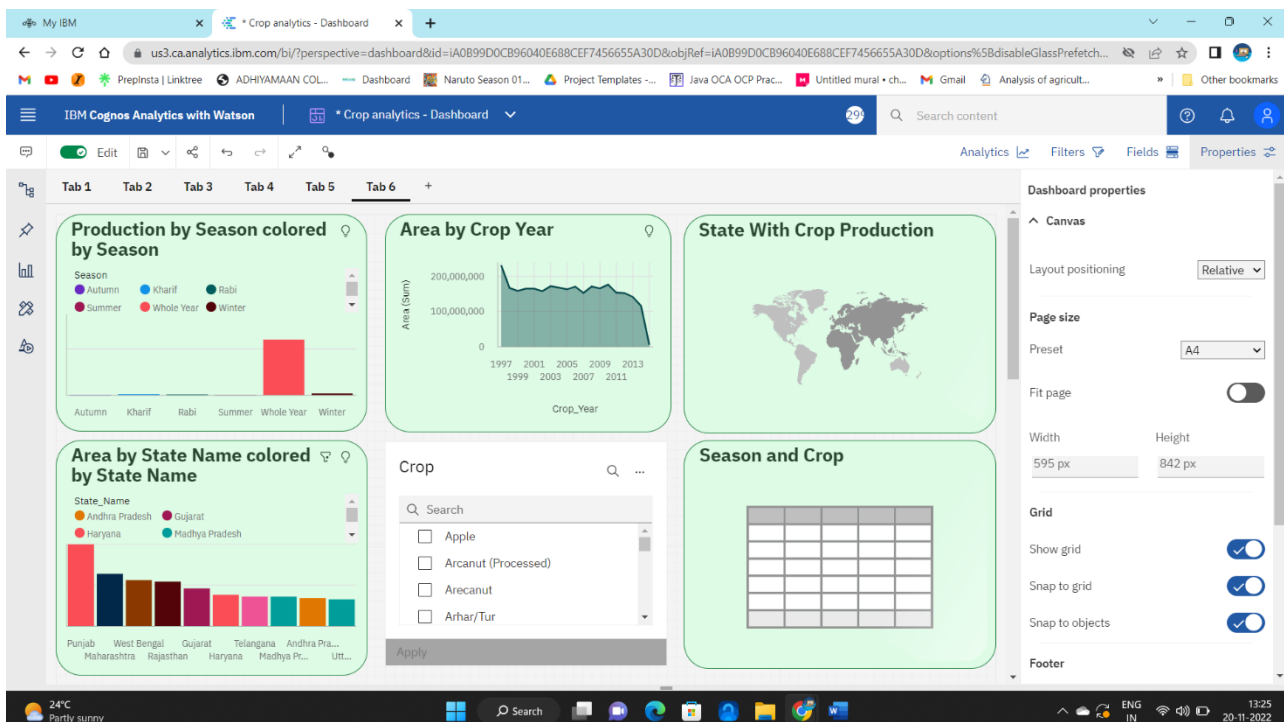 My IBM
* Crop analytics - Dashboard
us3.ca.analytics.ibm.com/bi/?perspective=dashboard&id=iA0B99D0CB96040E688CEF7456655A30D&objRef=iA0B99D0CB96040E688CEF7456655A30D&options%5BdisableGlassPrefetch...
PrepInsta | Linktree
ADHIYAMAAN COL...
Dashboard
Naruto Season 01...
Project Templates -...
Java OCA OCP Prac...
Untitled mural • ch...
Gmail
Analysis of agricult...
»
Other bookmarks
IBM Cognos Analytics with Watson
* Crop analytics - Dashboard
Search content
Edit
Analytics
Filters
Fields
Properties
Tab 1 Tab 2 Tab 3 Tab 4 Tab 5 Tab 6 +
Production by Season colored
by Season
Season
Autumn Kharif Rabi
Summer Whole Year Winter
Autumn Kharif Rabi Summer Whole Year Winter
Area by Crop Year
Area (Sum)
200,000,000
100,000,000
0
1997 2001 2005 2009 2013
1999 2003 2007 2011
Crop_Year
State With Crop Production
Area by State Name colored
by State Name
State_Name
Andhra Pradesh Gujarat
Haryana Madhya Pradesh
Punjab West Bengal Gujarat Telangana Andhra Pra...
Maharashtra Rajasthan Haryana Madhya Pr... Utt...
Crop
...
Search
Apple
Arcanut (Processed)
Arecanut
Arhar/Tur
Apply
Season and Crop
Dashboard properties
Canvas
Layout positioning
Relative
Page size
Preset
A4
Fit page
Width Height
595 px 842 px
Grid
Show grid
Snap to grid
Snap to objects
Footer
24°C
Partly sunny
Search
ENG
IN
13:25
20-11-2022